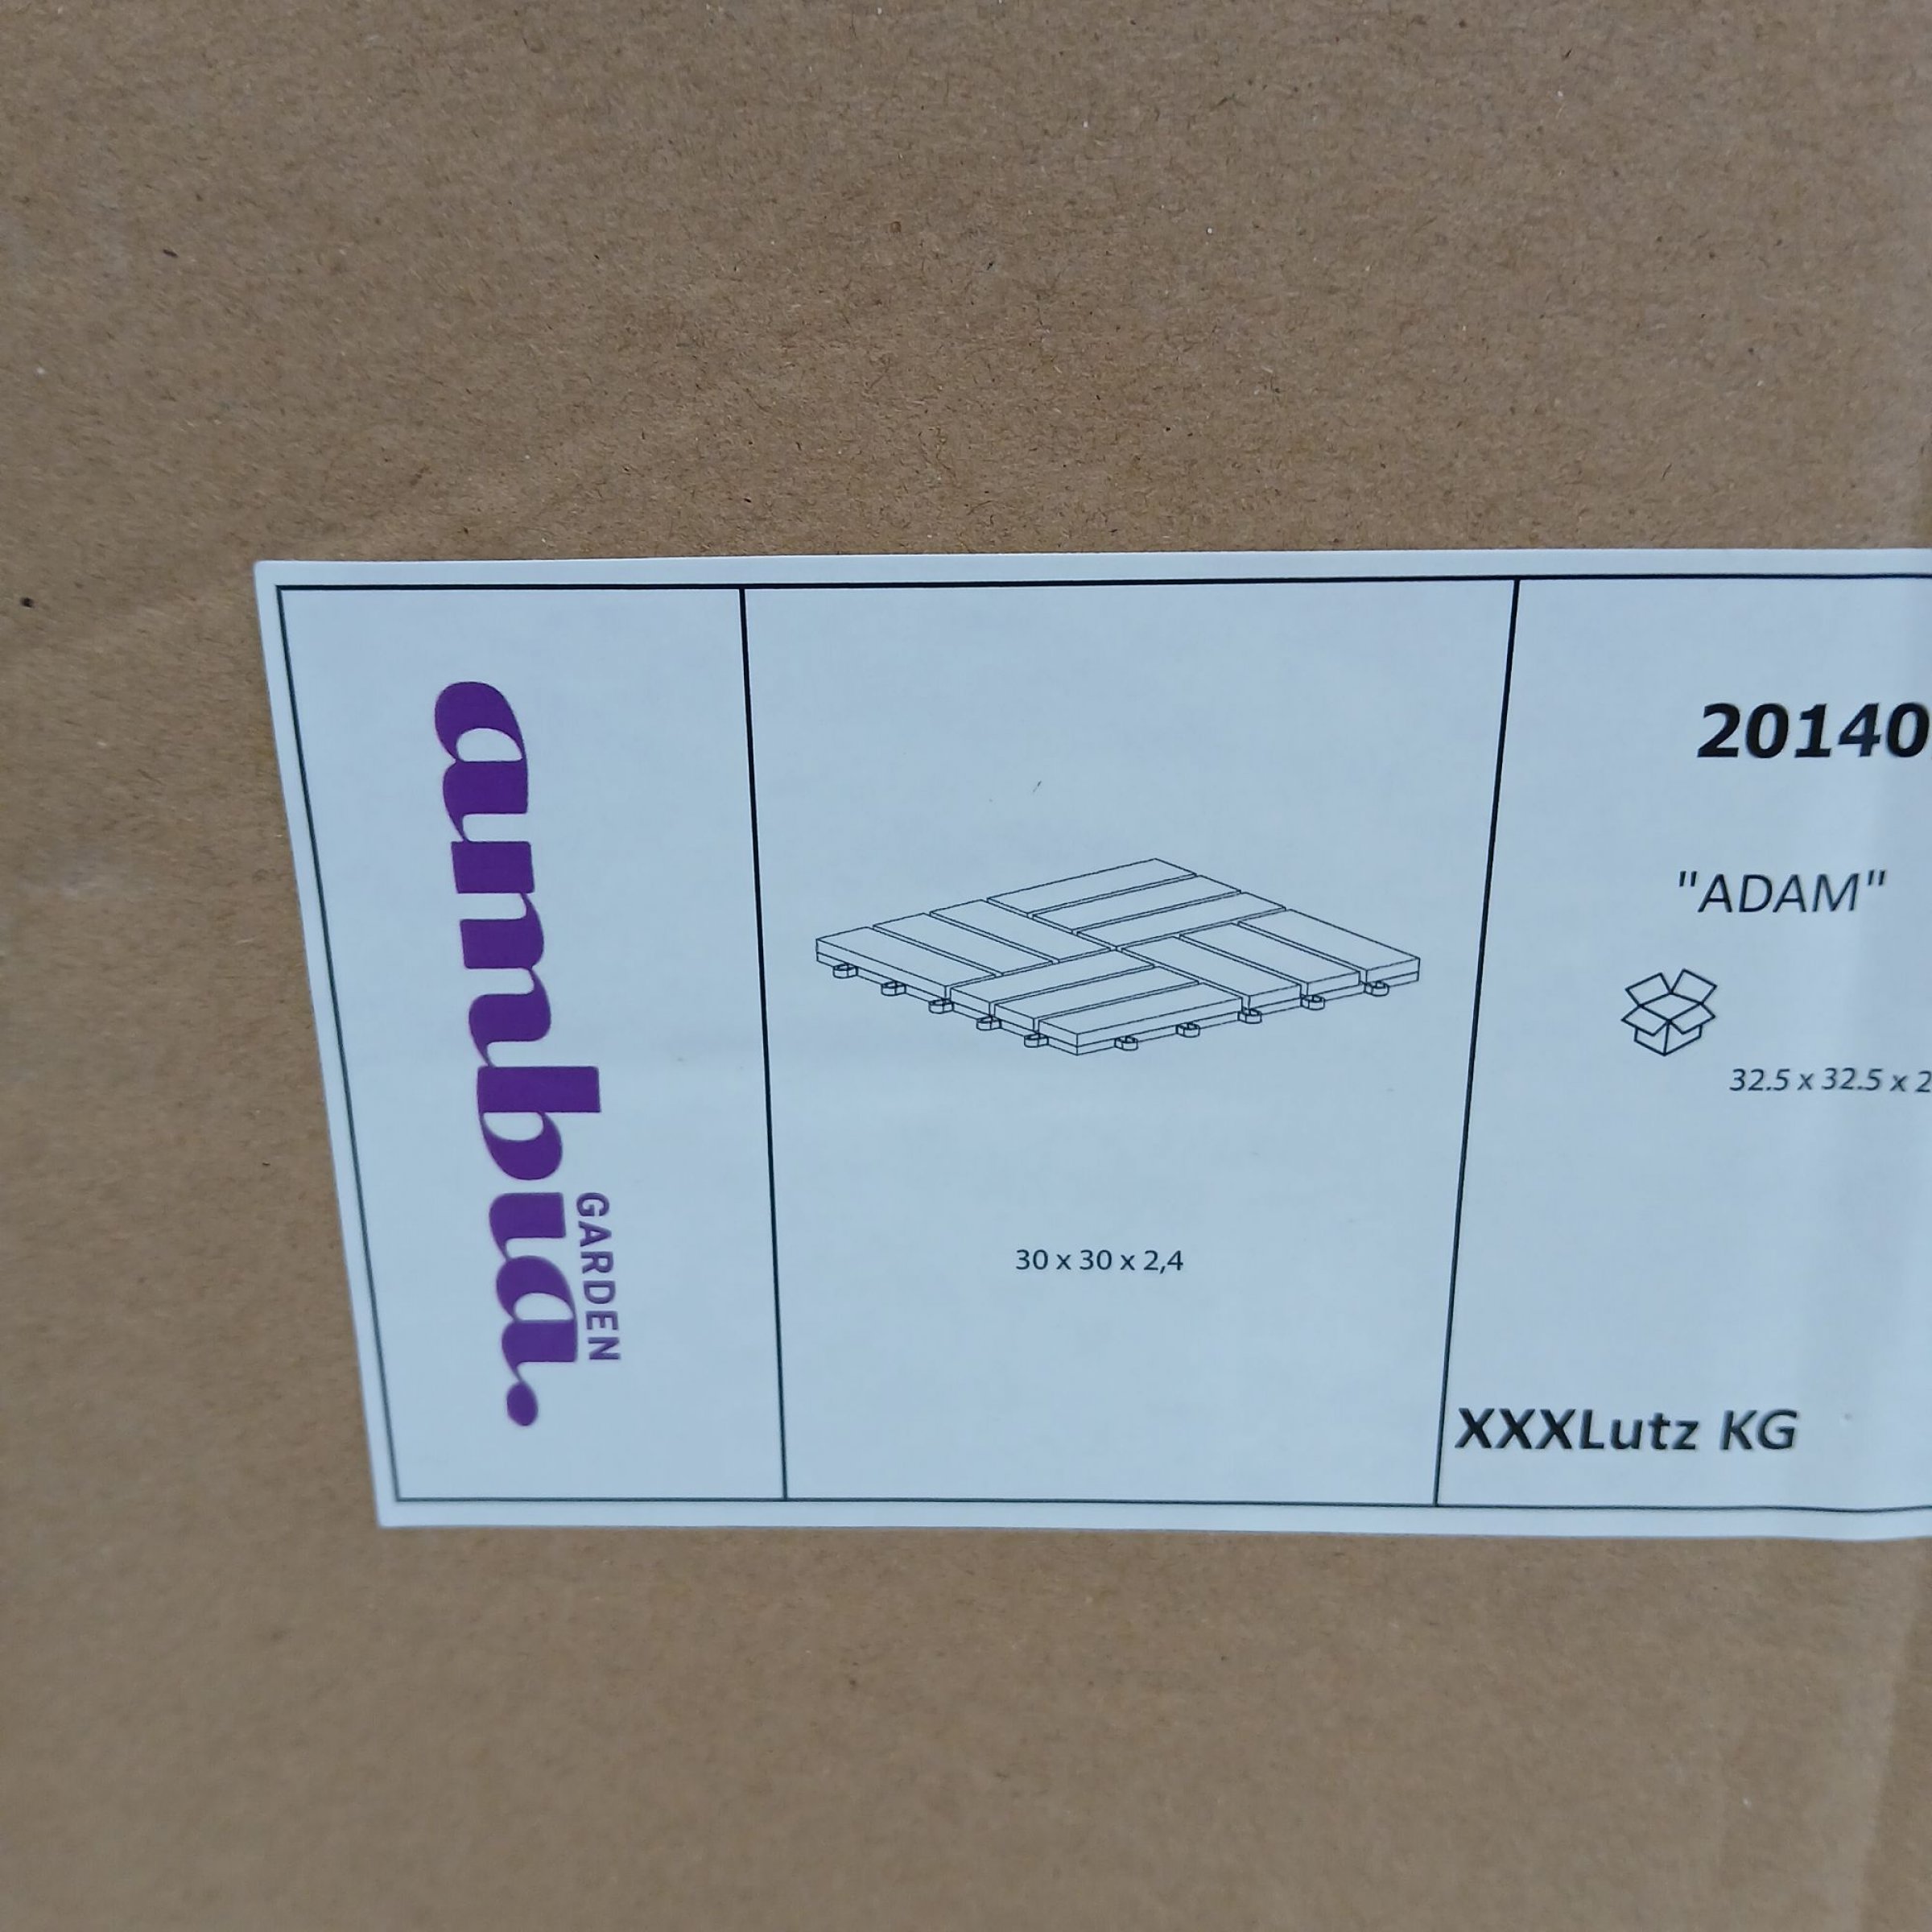 ambia.
GARDEN
30 x 30 x 2,4
20140
"ADAM"
32.5 x 32.5 x 2
XXXLutz KG